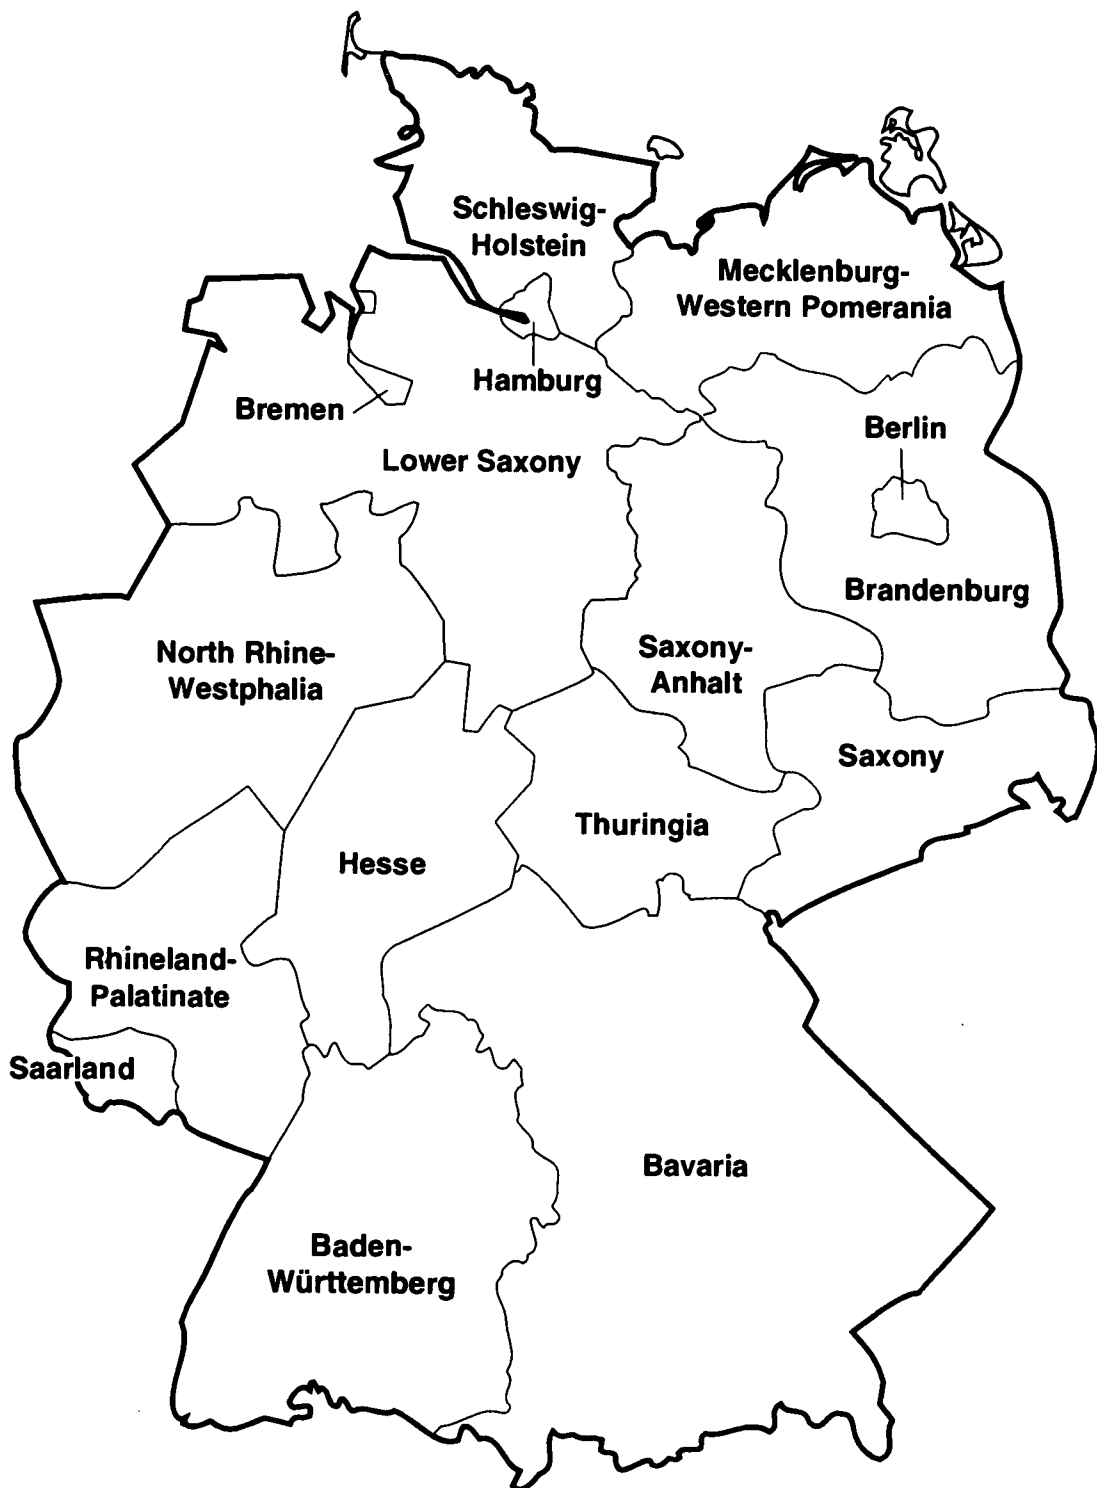 Schleswig-
Holstein
Mecklenburg-
Western Pomerania
Hamburg
Bremen
Berlin
Lower Saxony
Brandenburg
North Rhine-
Westphalia
Saxony-
Anhalt
Saxony
Thuringia
Hesse
Rhineland-
Palatinate
Saarland
Bavaria
Baden-
Württemberg